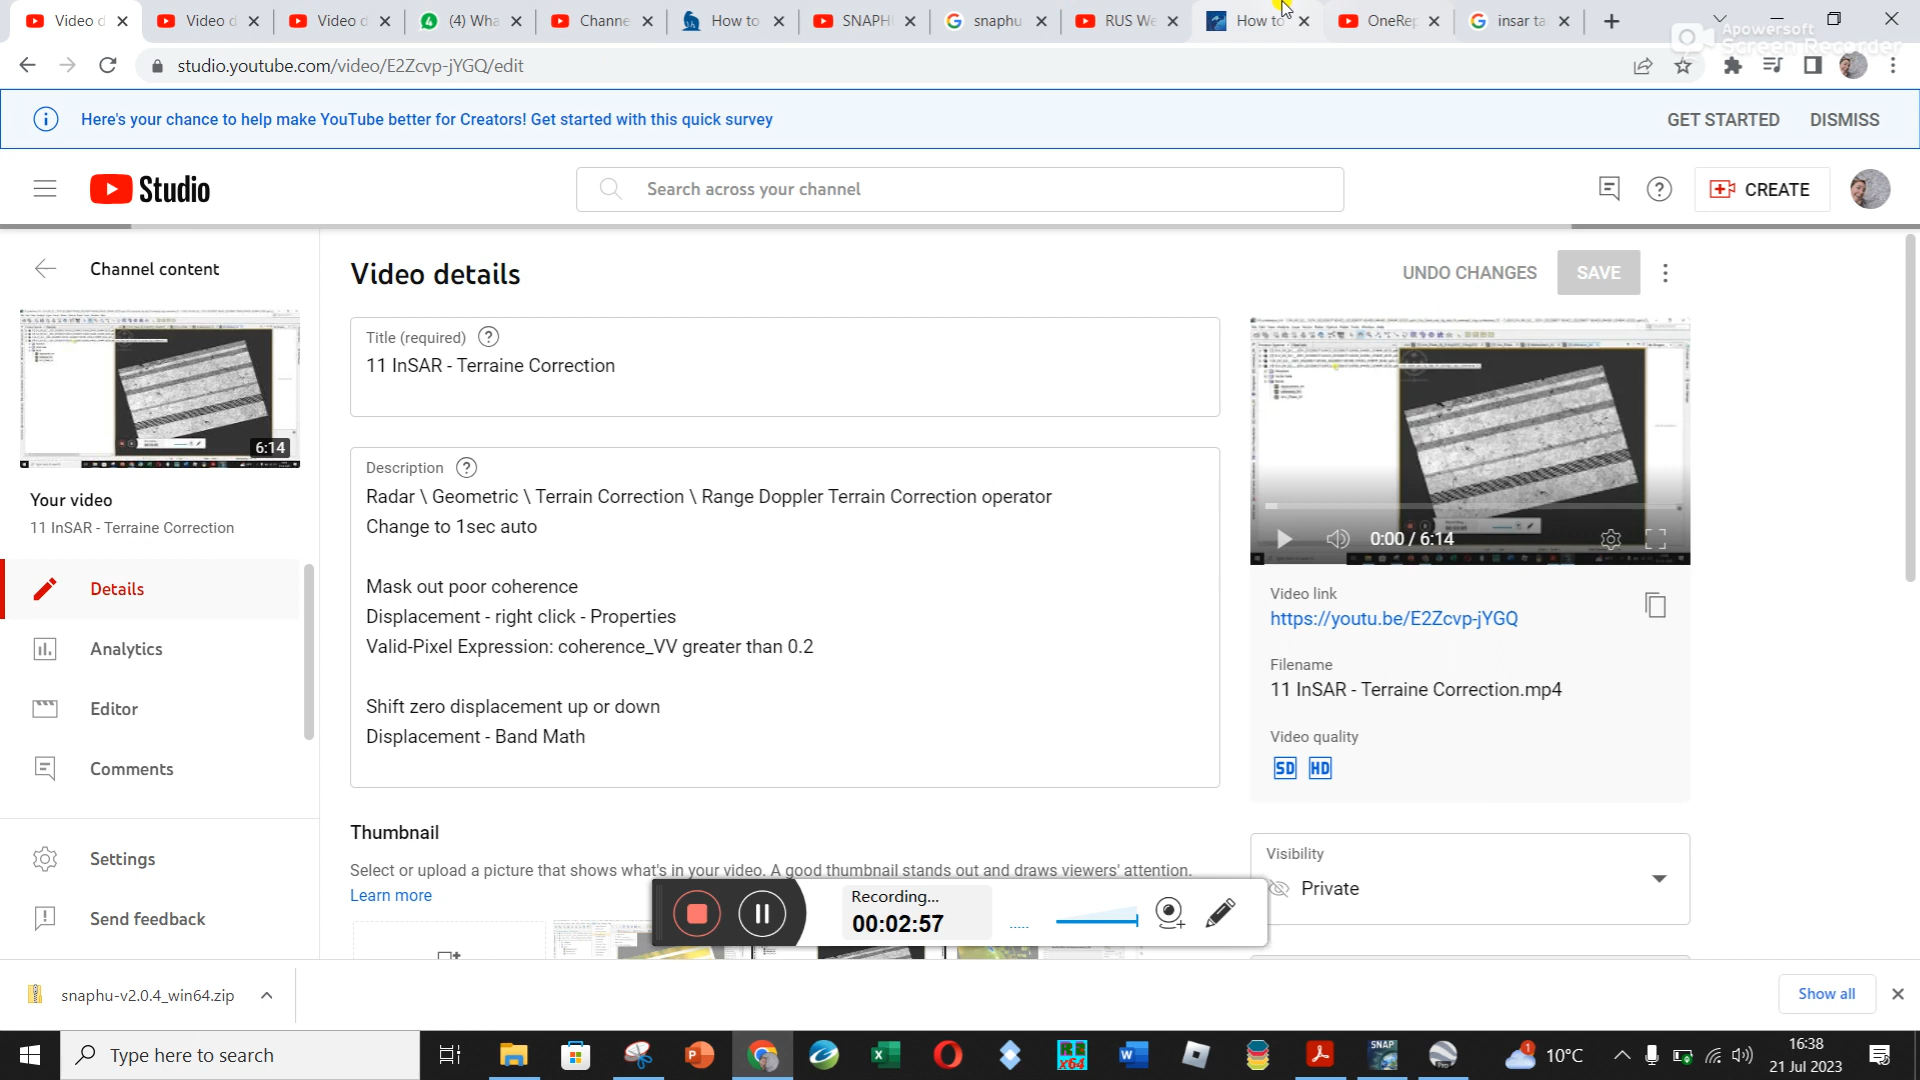 Video d
Video d
Video d
(4) Wha
Channe
How to
SNAPH
snaphu
RUS We
How to
OneRep
insar ta
Apowersoft
Screen Recorder
studio.youtube.com/video/E2Zcvp-jYGQ/edit
Here's your chance to help make YouTube better for Creators! Get started with this quick survey
GET STARTED
DISMISS
Studio
Search across your channel
CREATE
Channel content
Video details
UNDO CHANGES
SAVE
Title (required)
11 InSAR - Terraine Correction
6:14
Description
Radar \ Geometric \ Terrain Correction \ Range Doppler Terrain Correction operator
Change to 1sec auto
Mask out poor coherence
Displacement - right click - Properties
Valid-Pixel Expression: coherence_VV greater than 0.2
Shift zero displacement up or down
Displacement - Band Math
Your video
11 InSAR - Terraine Correction
Details
Analytics
Editor
Comments
Settings
Send feedback
0:00 / 6:14
Video link
https://youtu.be/E2Zcvp-jYGQ
Filename
11 InSAR - Terraine Correction.mp4
Video quality
SD HD
Thumbnail
Select or upload a picture that shows what's in your video. A good thumbnail stands out and draws viewers' attention.
Learn more
Visibility
Private
Recording...
00:02:57
snaphu-v2.0.4_win64.zip
Show all
Type here to search
SNAP
10°C
16:38
21 Jul 2023